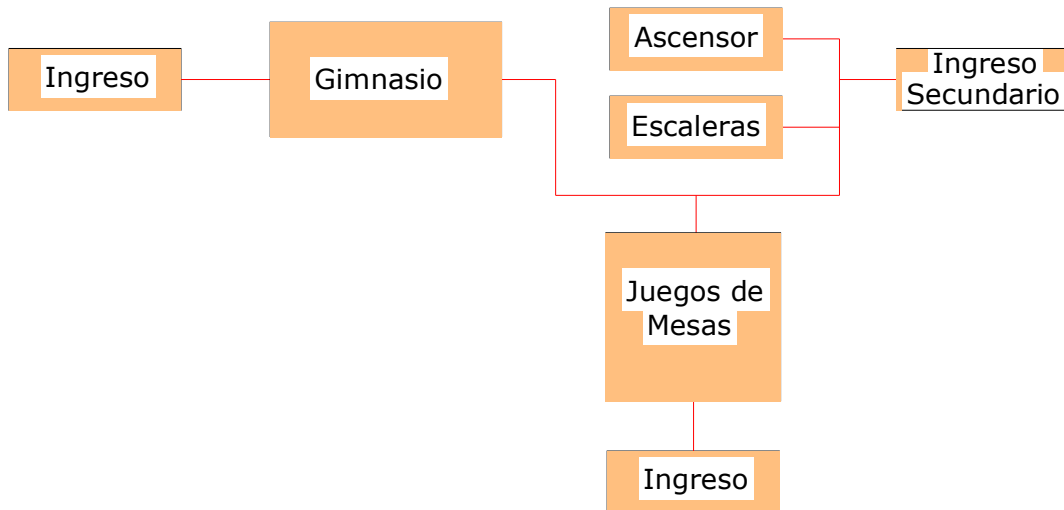 Ingreso
Gimnasio
Ascensor
Escaleras
Ingreso
Secundario
Juegos de
Mesas
Ingreso